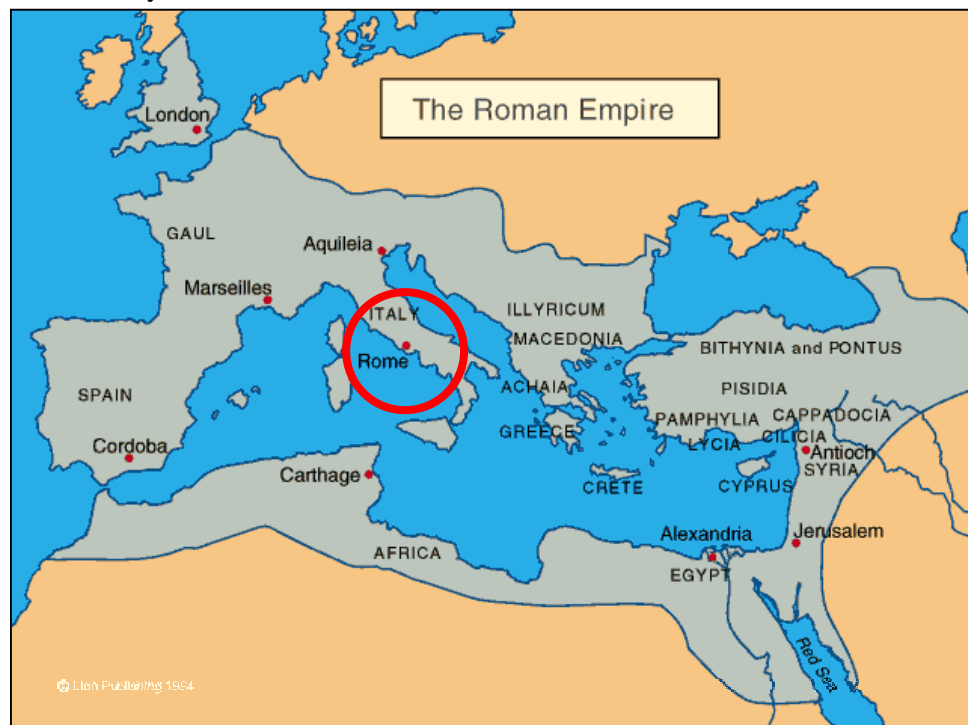 The Roman Empire
London
GAUL
Aquileia
Marseilles
ITALY
ILLYRICUM
MACEDONIA
Rome
BITHYNIA and PONTUS
SPAIN
ACHAIA
PISIDIA
PAMPHYLIA
CAPPADOCIA
GREECE
LYCIA
CILICIA
Cordoba
Antioch
SYRIA
Carthage
CRETE
CYPRUS
Alexandria
Jerusalem
AFRICA
EGYPT
Red Sea
© Lion Publishing 1994